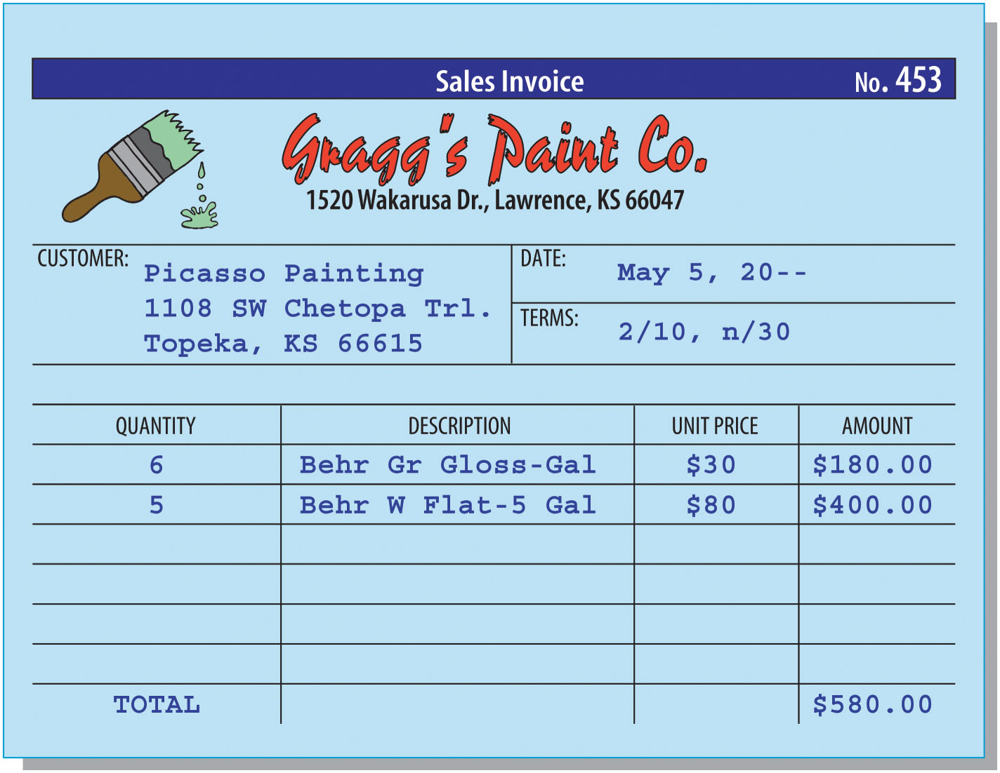 Sales Invoice No. 453
Gragg's Paint Co.
1520 Wakarusa Dr., Lawrence, KS 66047
CUSTOMER: Picasso Painting
1108 SW Chetopa Trl.
Topeka, KS 66615
DATE: May 5, 20--
TERMS: 2/10, n/30
QUANTITY DESCRIPTION UNIT PRICE AMOUNT
6 Behr Gr Gloss-Gal $30 $180.00
5 Behr W Flat-5 Gal $80 $400.00
TOTAL $580.00